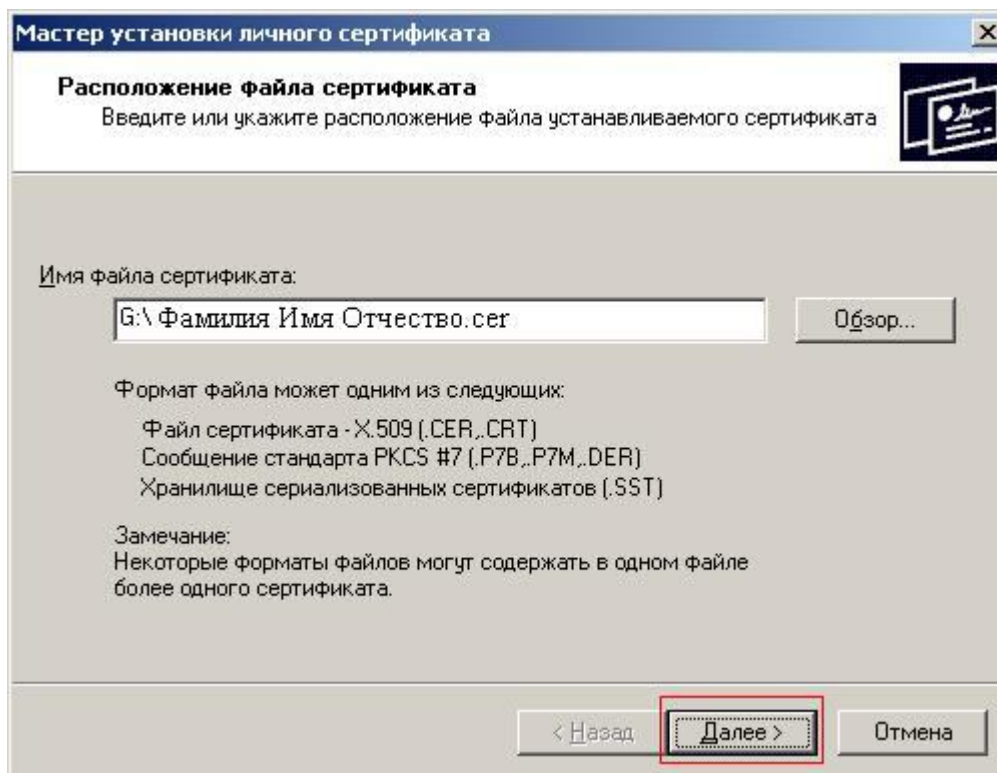 Мастер установки личного сертификата
Расположение файла сертификата
Введите или укажите расположение файла устанавливаемого сертификата
Имя файла сертификата:
G:\ Фамилия Имя Отчество.cer
Обзор...
Формат файла может одним из следующих:
Файл сертификата - X.509 (.CER,.CRT)
Сообщение стандарта PKCS #7 (.P7B,.P7M,.DER)
Хранилище сериализованных сертификатов (.SST)
Замечание:
Некоторые форматы файлов могут содержать в одном файле
более одного сертификата.
< Назад
Далее >
Отмена